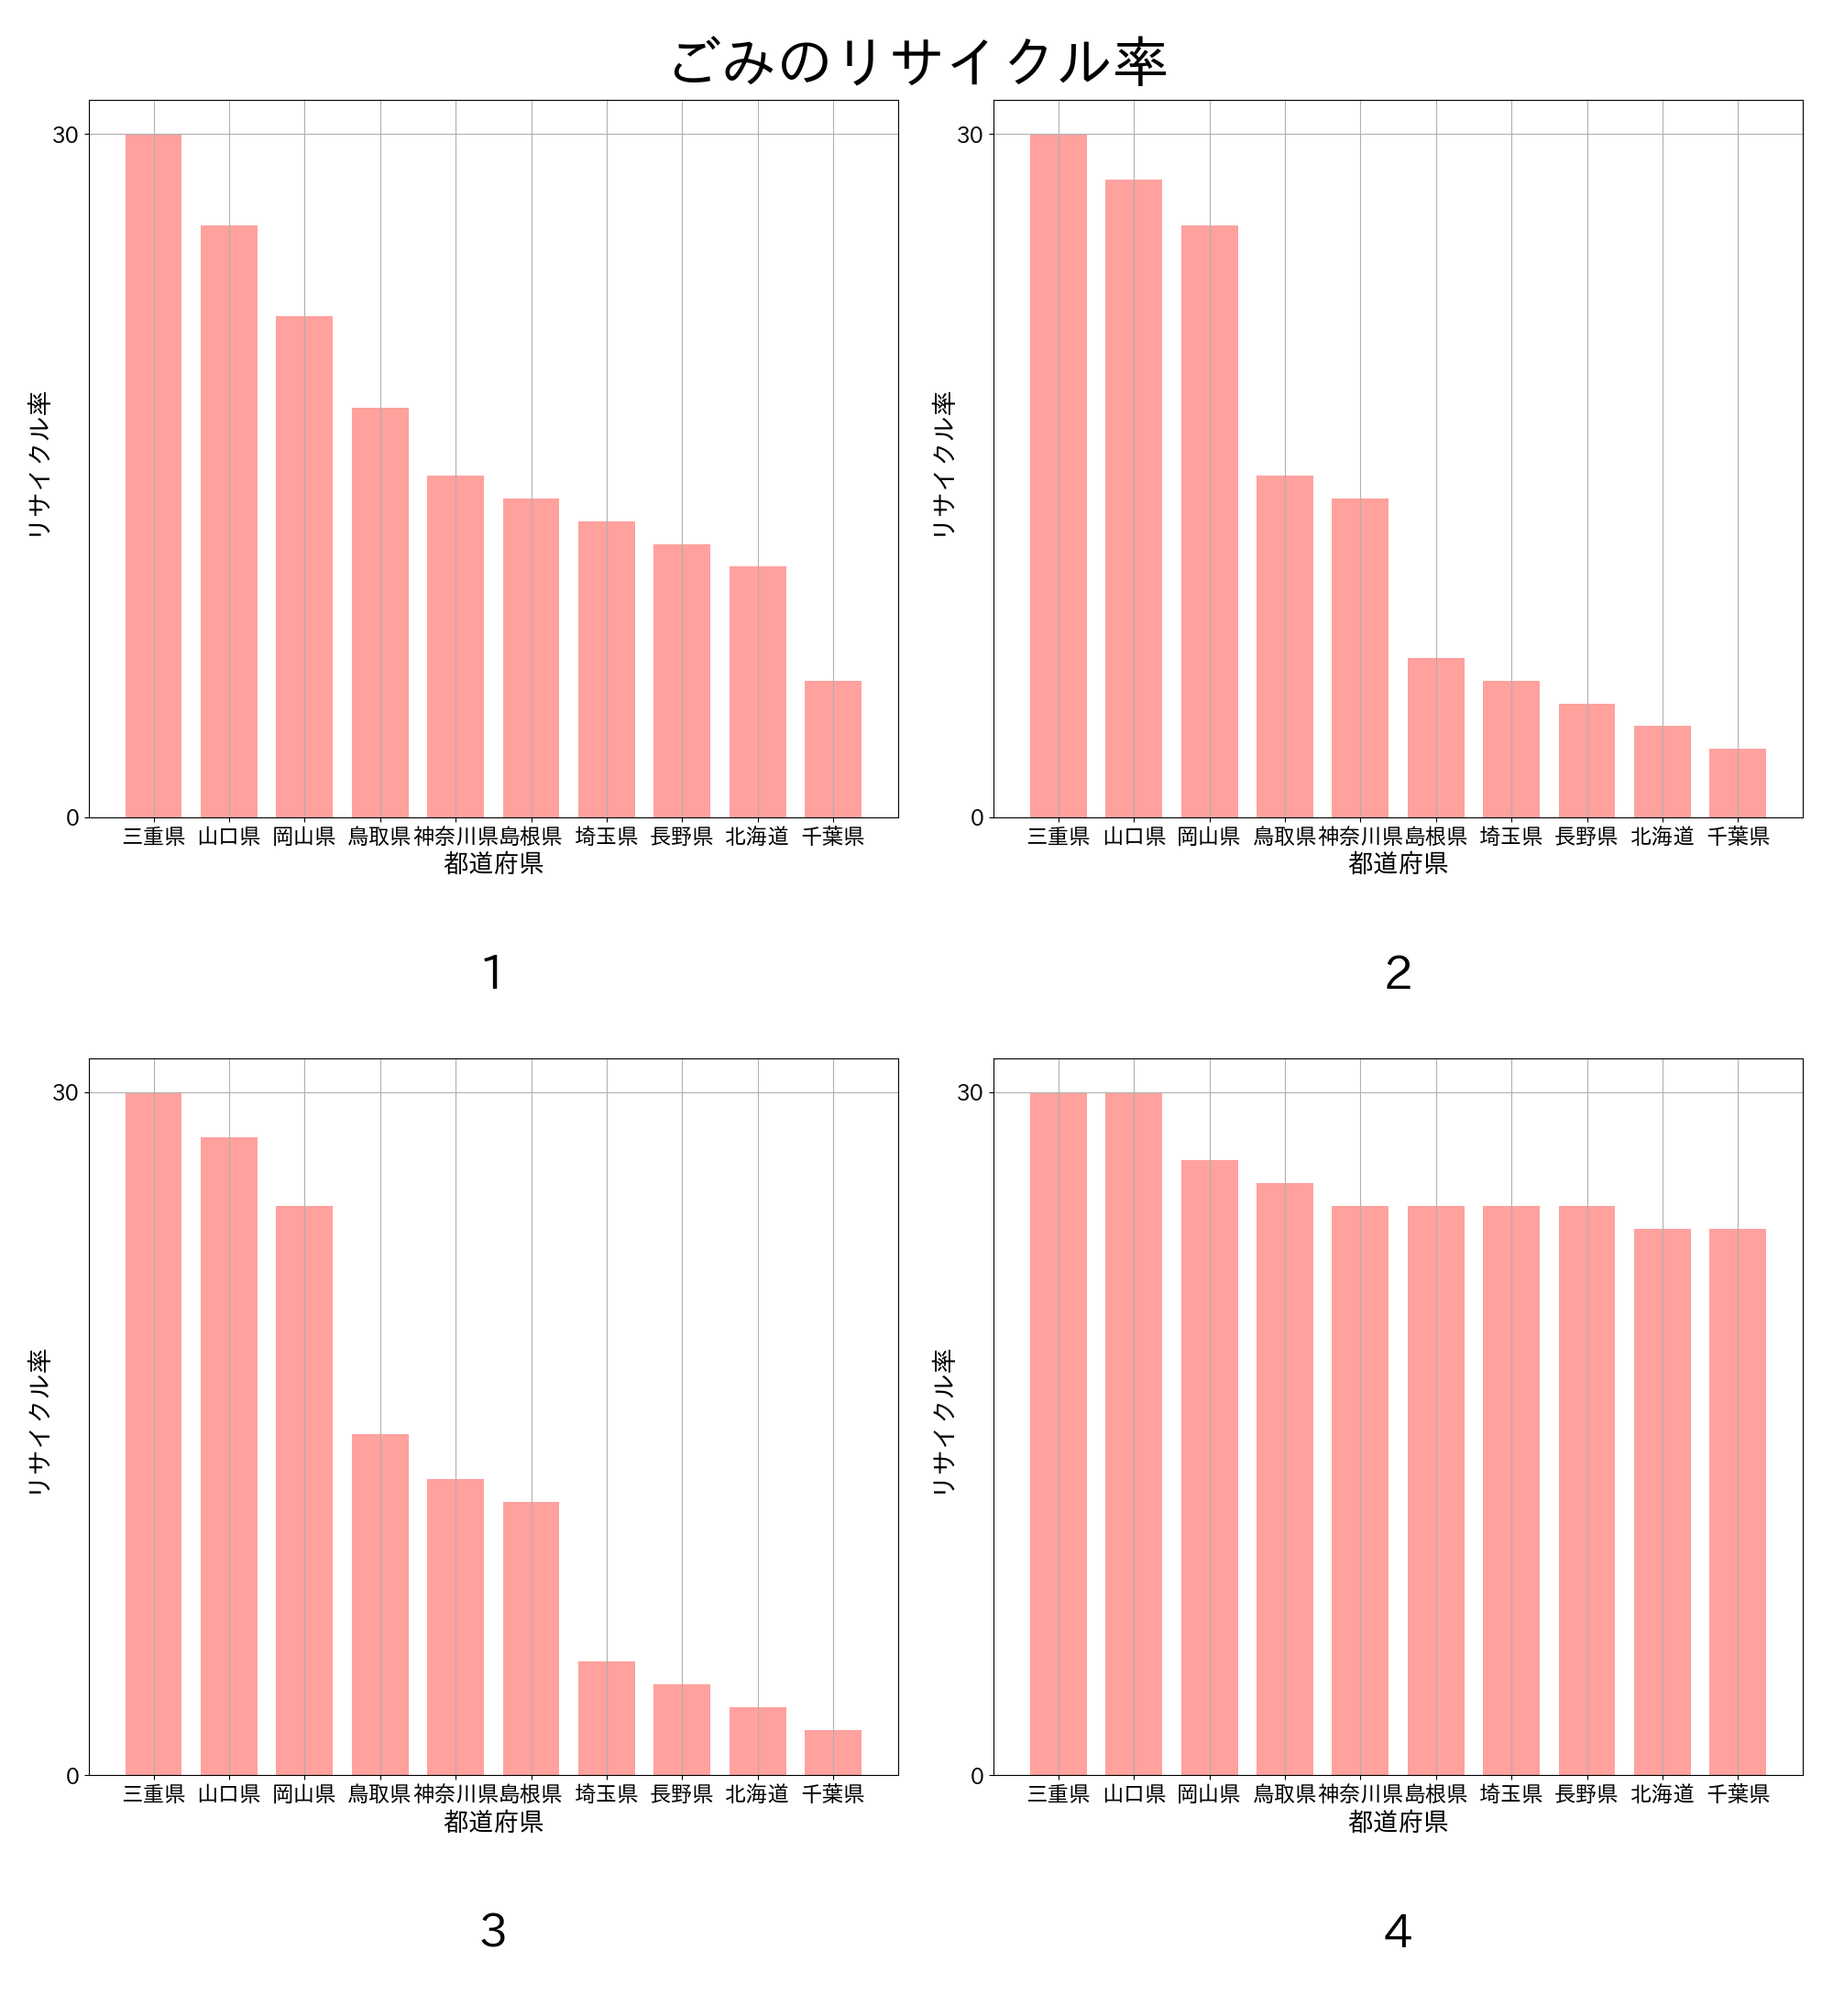 ごみのリサイクル率
リサイクル率
30
0
三重県 山口県 岡山県 鳥取県 神奈川県 島根県 埼玉県 長野県 北海道 千葉県
都道府県
1
リサイクル率
30
0
三重県 山口県 岡山県 鳥取県 神奈川県 島根県 埼玉県 長野県 北海道 千葉県
都道府県
2
リサイクル率
30
0
三重県 山口県 岡山県 鳥取県 神奈川県 島根県 埼玉県 長野県 北海道 千葉県
都道府県
3
リサイクル率
30
0
三重県 山口県 岡山県 鳥取県 神奈川県 島根県 埼玉県 長野県 北海道 千葉県
都道府県
4